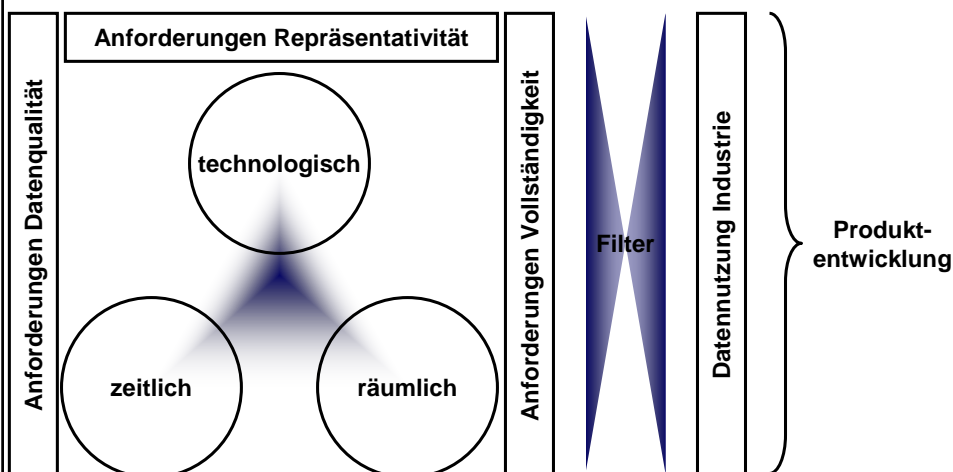 Anforderungen Datenqualität
Anforderungen Repräsentativität
technologisch
zeitlich
räumlich
Anforderungen Vollständigkeit
Filter
Datennutzung Industrie
Produkt-
entwicklung